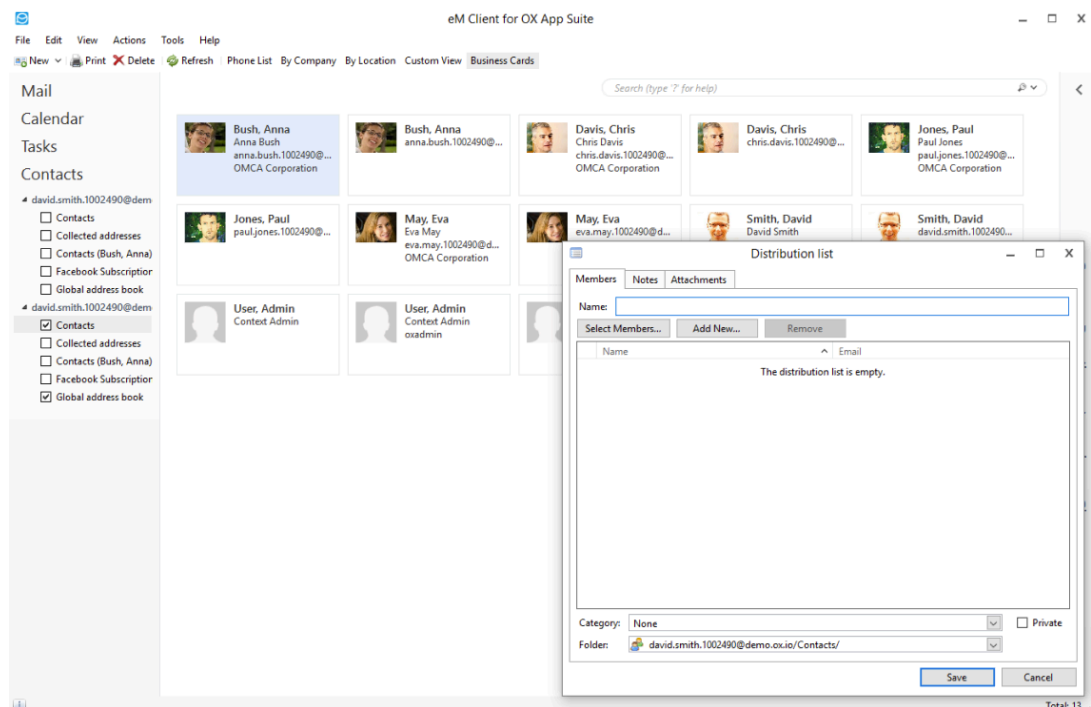 eM Client for OX App Suite
File Edit View Actions Tools Help
New Print Delete Refresh Phone List By Company By Location Custom View Business Cards
Mail
Calendar
Tasks
Contacts
david.smith.1002490@dem
Contacts
Collected addresses
Contacts (Bush, Anna)
Facebook Subscription
Global address book
david.smith.1002490@dem
Contacts
Collected addresses
Contacts (Bush, Anna)
Facebook Subscription
Global address book
Search (type '?' for help)
Bush, Anna
Anna Bush
anna.bush.1002490@...
OMCA Corporation
Bush, Anna
anna.bush.1002490@...
Davis, Chris
Chris Davis
chris.davis.1002490@...
OMCA Corporation
Davis, Chris
chris.davis.1002490@...
Jones, Paul
Paul Jones
paul.jones.1002490@...
OMCA Corporation
Jones, Paul
paul.jones.1002490@...
May, Eva
Eva May
eva.may.1002490@d...
OMCA Corporation
May, Eva
eva.may.1002490@d...
Smith, David
David Smith
Smith, David
david.smith.1002490...
User, Admin
Context Admin
User, Admin
Context Admin
oxadmin
Distribution list
Members Notes Attachments
Name:
Select Members... Add New... Remove
Name Email
The distribution list is empty.
Category: None Private
Folder: david.smith.1002490@demo.ox.io/Contacts/
Save Cancel
Total: 13